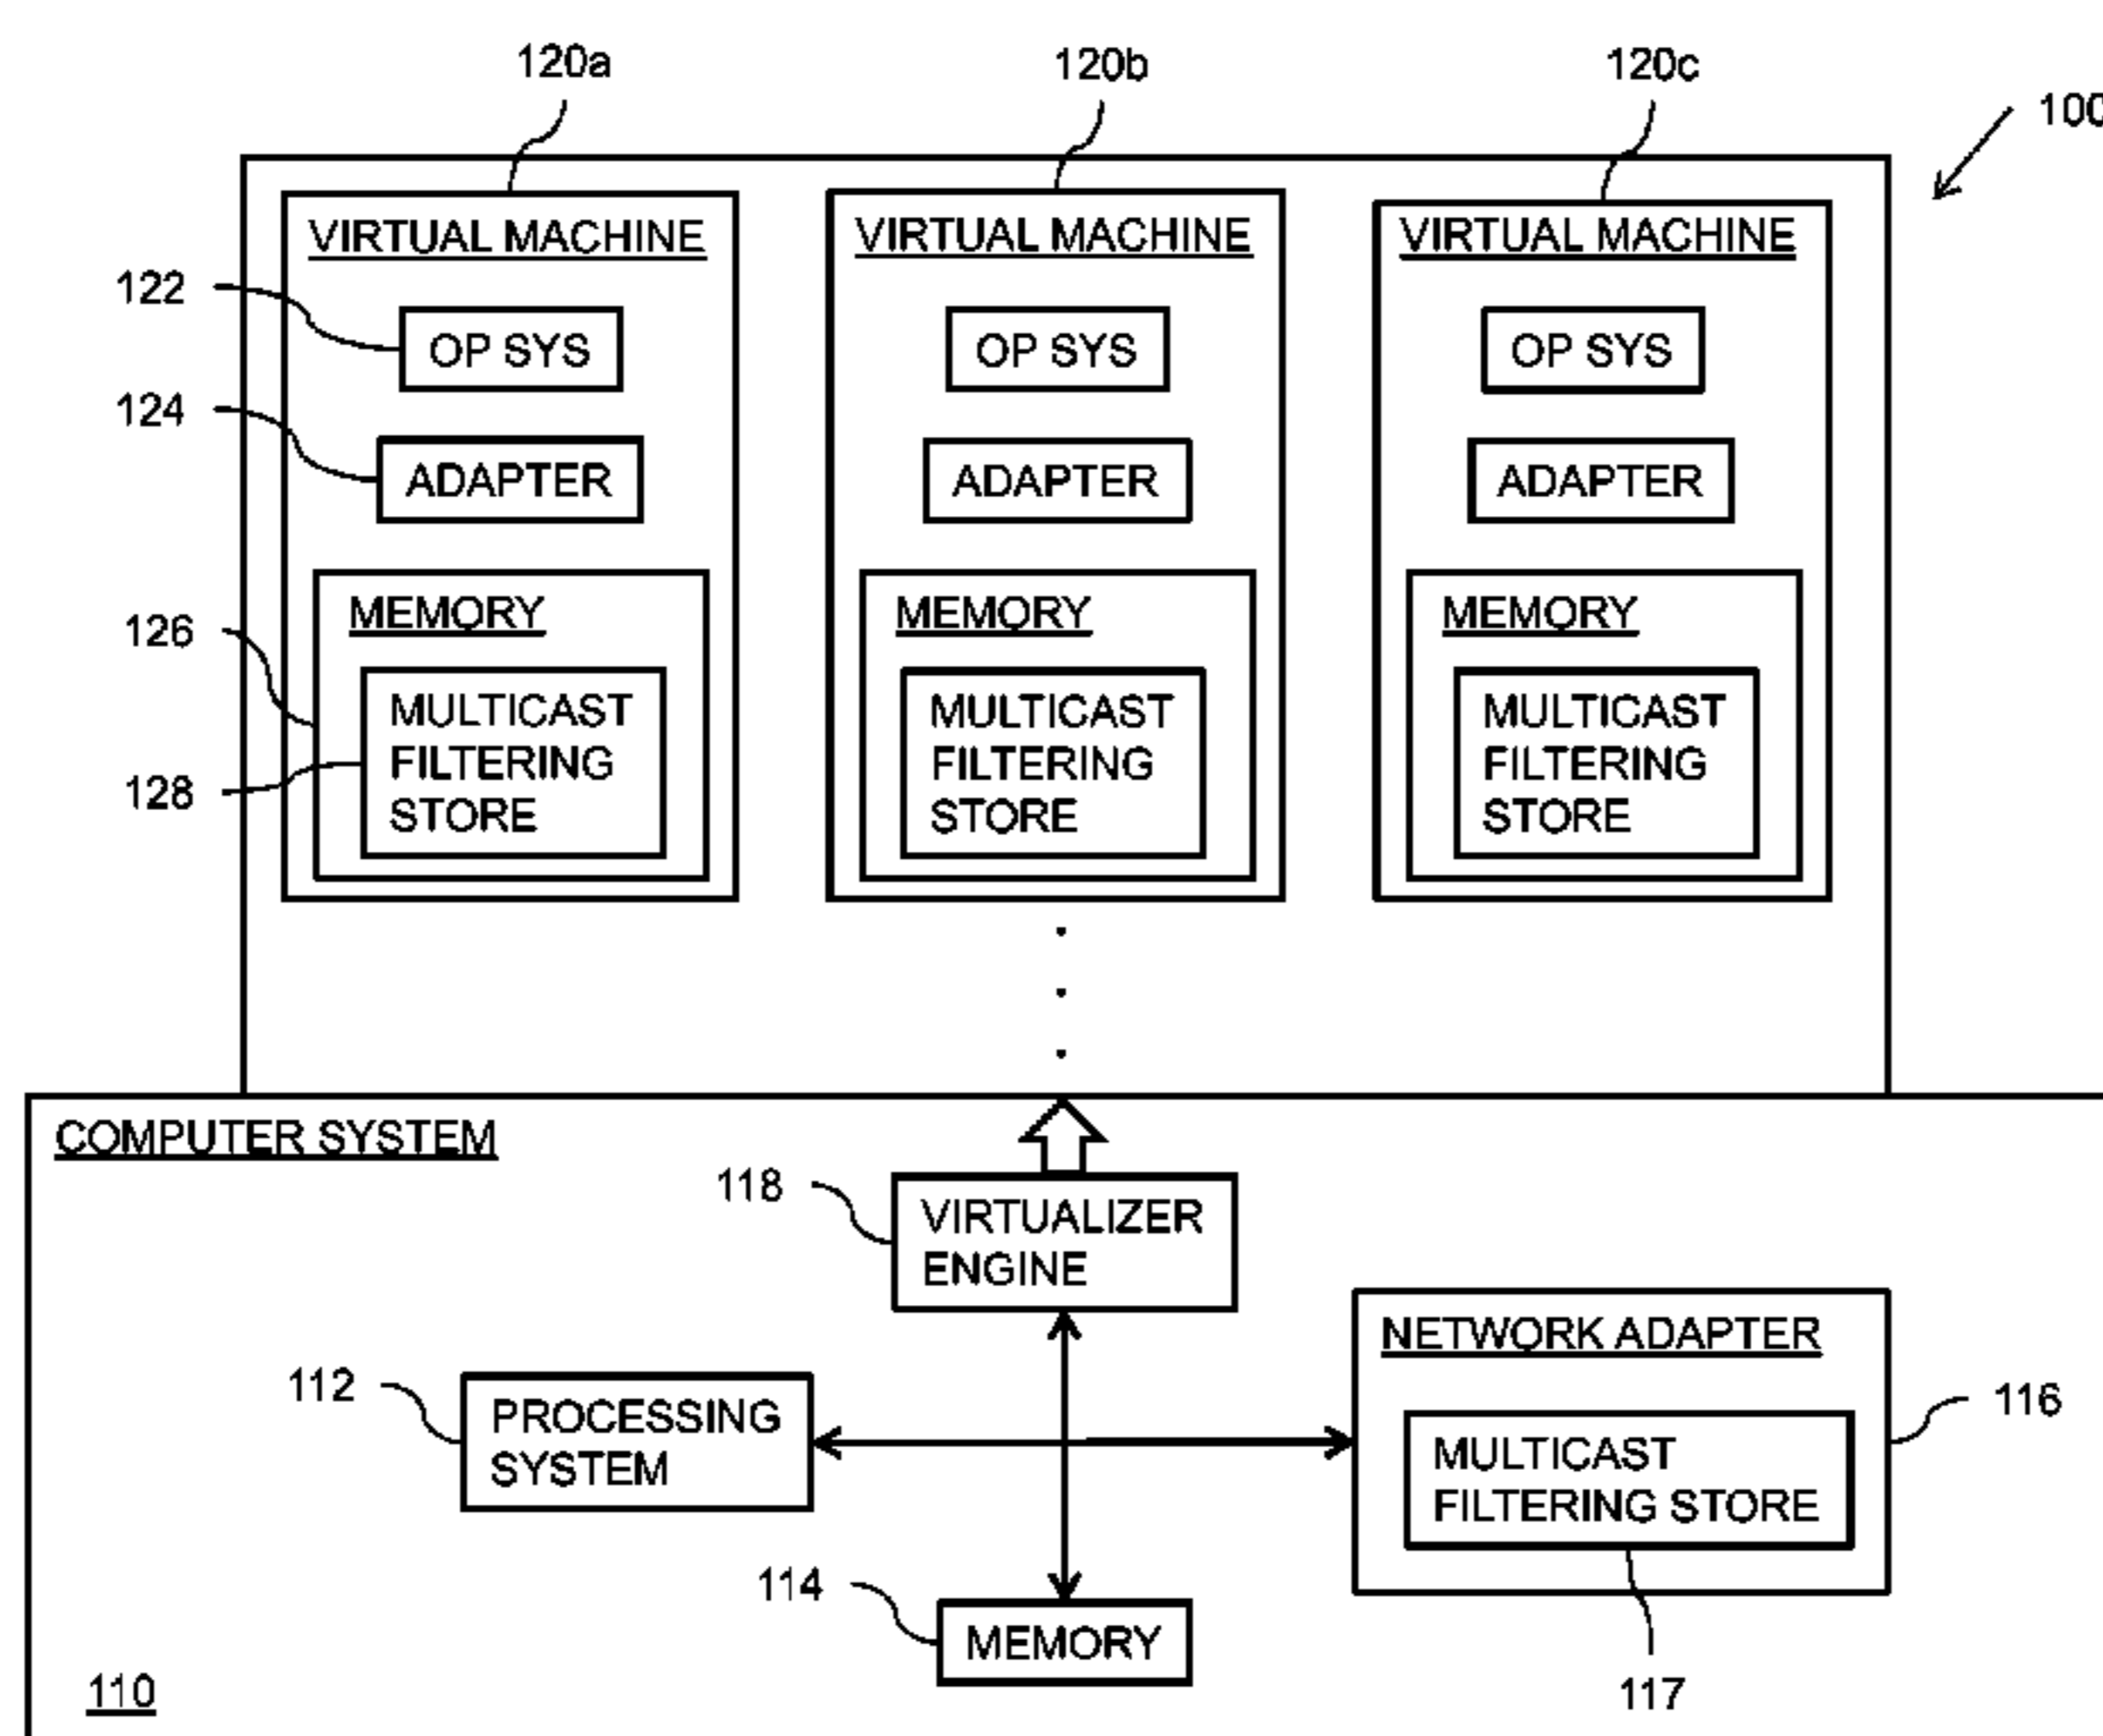 120a
120b
120c
100
VIRTUAL MACHINE
VIRTUAL MACHINE
VIRTUAL MACHINE
122
OP SYS
OP SYS
OP SYS
124
ADAPTER
ADAPTER
ADAPTER
126
MEMORY
MEMORY
MEMORY
128
MULTICAST
FILTERING
STORE
MULTICAST
FILTERING
STORE
MULTICAST
FILTERING
STORE
COMPUTER SYSTEM
118
VIRTUALIZER
ENGINE
112
PROCESSING
SYSTEM
NETWORK ADAPTER
116
MULTICAST
FILTERING STORE
114
MEMORY
117
110